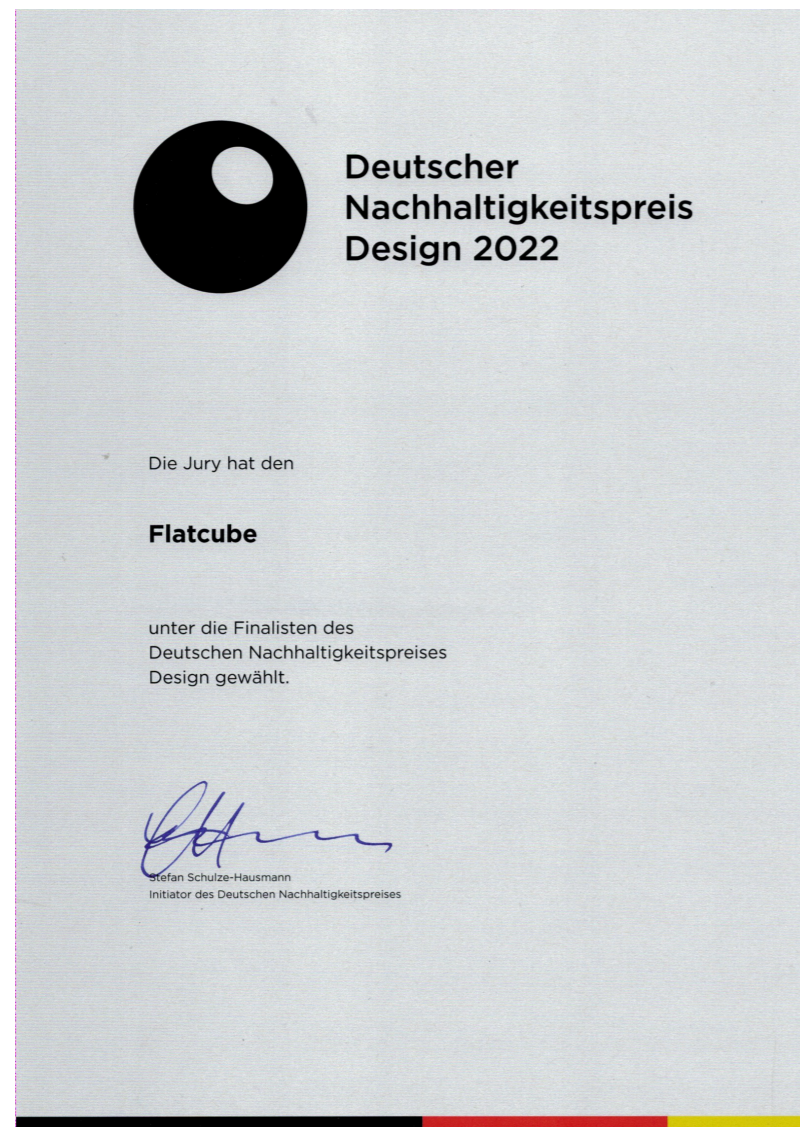 Deutscher
Nachhaltigkeitspreis
Design 2022
Die Jury hat den
Flatcube
unter die Finalisten des
Deutschen Nachhaltigkeitspreises
Design gewählt.
Stefan Schulze-Hausmann
Initiator des Deutschen Nachhaltigkeitspreises